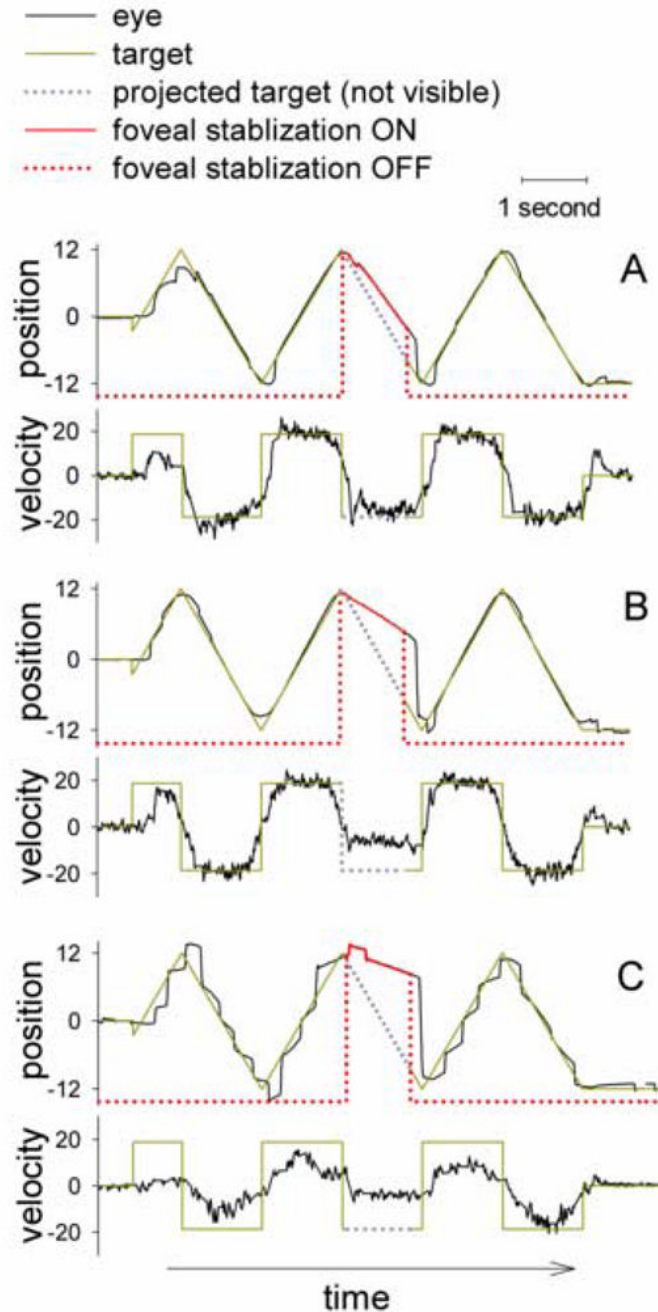 eye
target
projected target (not visible)
foveal stablization ON
foveal stablization OFF
1 second
A
position
12
0
-12
velocity
20
0
-20
B
position
12
0
-12
velocity
20
0
-20
C
position
12
0
-12
velocity
20
0
-20
time